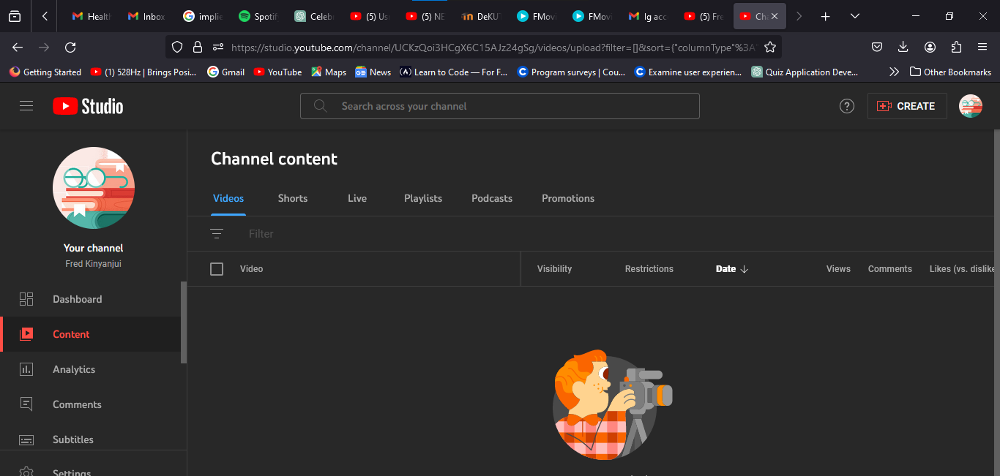 Healt Inbox implie Spotif Celeb (5) Us (5) NE DeKU FMovi FMov Ig acc (5) Fre Ch
https://studio.youtube.com/channel/UCKzQoi3HCgX6C15AJz24gSg/videos/upload?filter=[]&sort={"columnType"%3A"
Getting Started (1) 528Hz | Brings Posi... Gmail YouTube Maps News Learn to Code — For F... Program surveys | Cou... Examine user experien... Quiz Application Deve... Other Bookmarks
Studio
Search across your channel
CREATE
Channel content
Videos Shorts Live Playlists Podcasts Promotions
Filter
Video Visibility Restrictions Date Views Comments Likes (vs. dislike
Your channel
Fred Kinyanjui
Dashboard
Content
Analytics
Comments
Subtitles
Settings